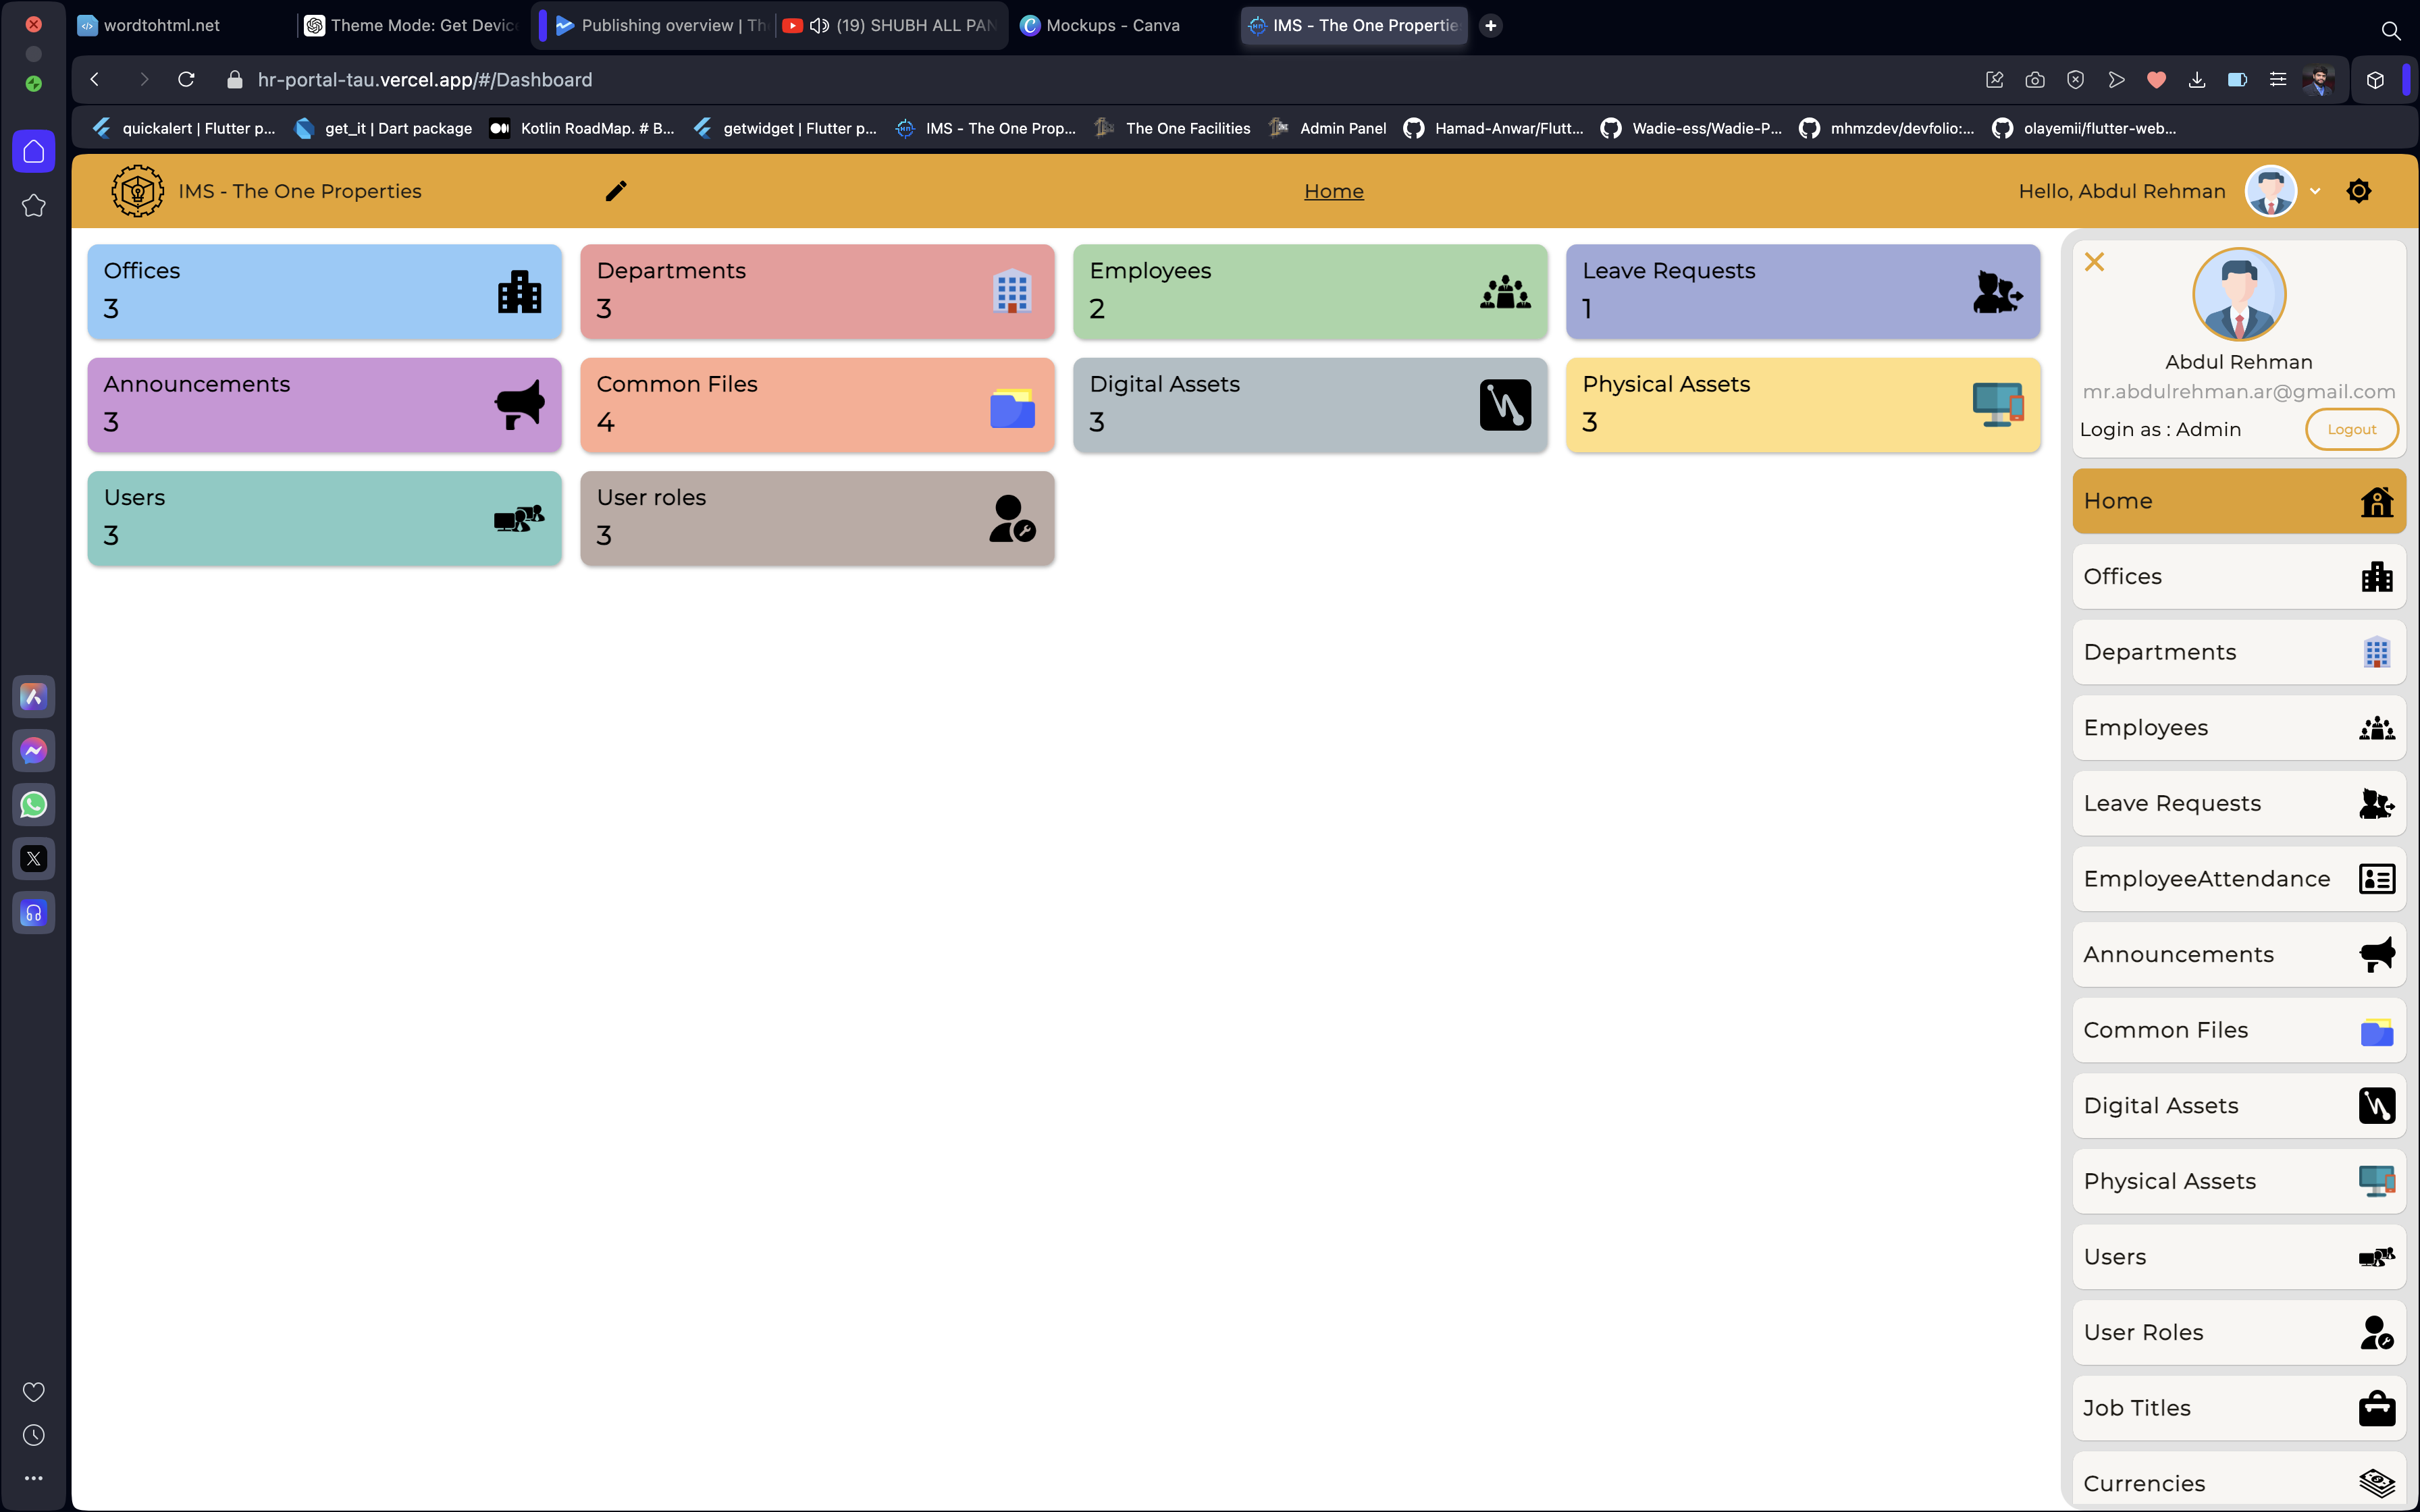 wordtohtml.net
Theme Mode: Get Devic
Publishing overview | Th
(19) SHUBH ALL PAN
Mockups - Canva
IMS - The One Propertie
hr-portal-tau.vercel.app/#/Dashboard
quickalert | Flutter p...
get_it | Dart package
Kotlin RoadMap. # B...
getwidget | Flutter p...
IMS - The One Prop...
The One Facilities
Admin Panel
Hamad-Anwar/Flutt...
Wadie-ess/Wadie-P...
mhmzdev/devfolio:...
olayemii/flutter-web...
IMS - The One Properties
Home
Hello, Abdul Rehman
Offices
3
Departments
3
Employees
2
Leave Requests
1
Announcements
3
Common Files
4
Digital Assets
3
Physical Assets
3
Users
3
User roles
3
Abdul Rehman
mr.abdulrehman.ar@gmail.com
Login as : Admin
Logout
Home
Offices
Departments
Employees
Leave Requests
EmployeeAttendance
Announcements
Common Files
Digital Assets
Physical Assets
Users
User Roles
Job Titles
Currencies